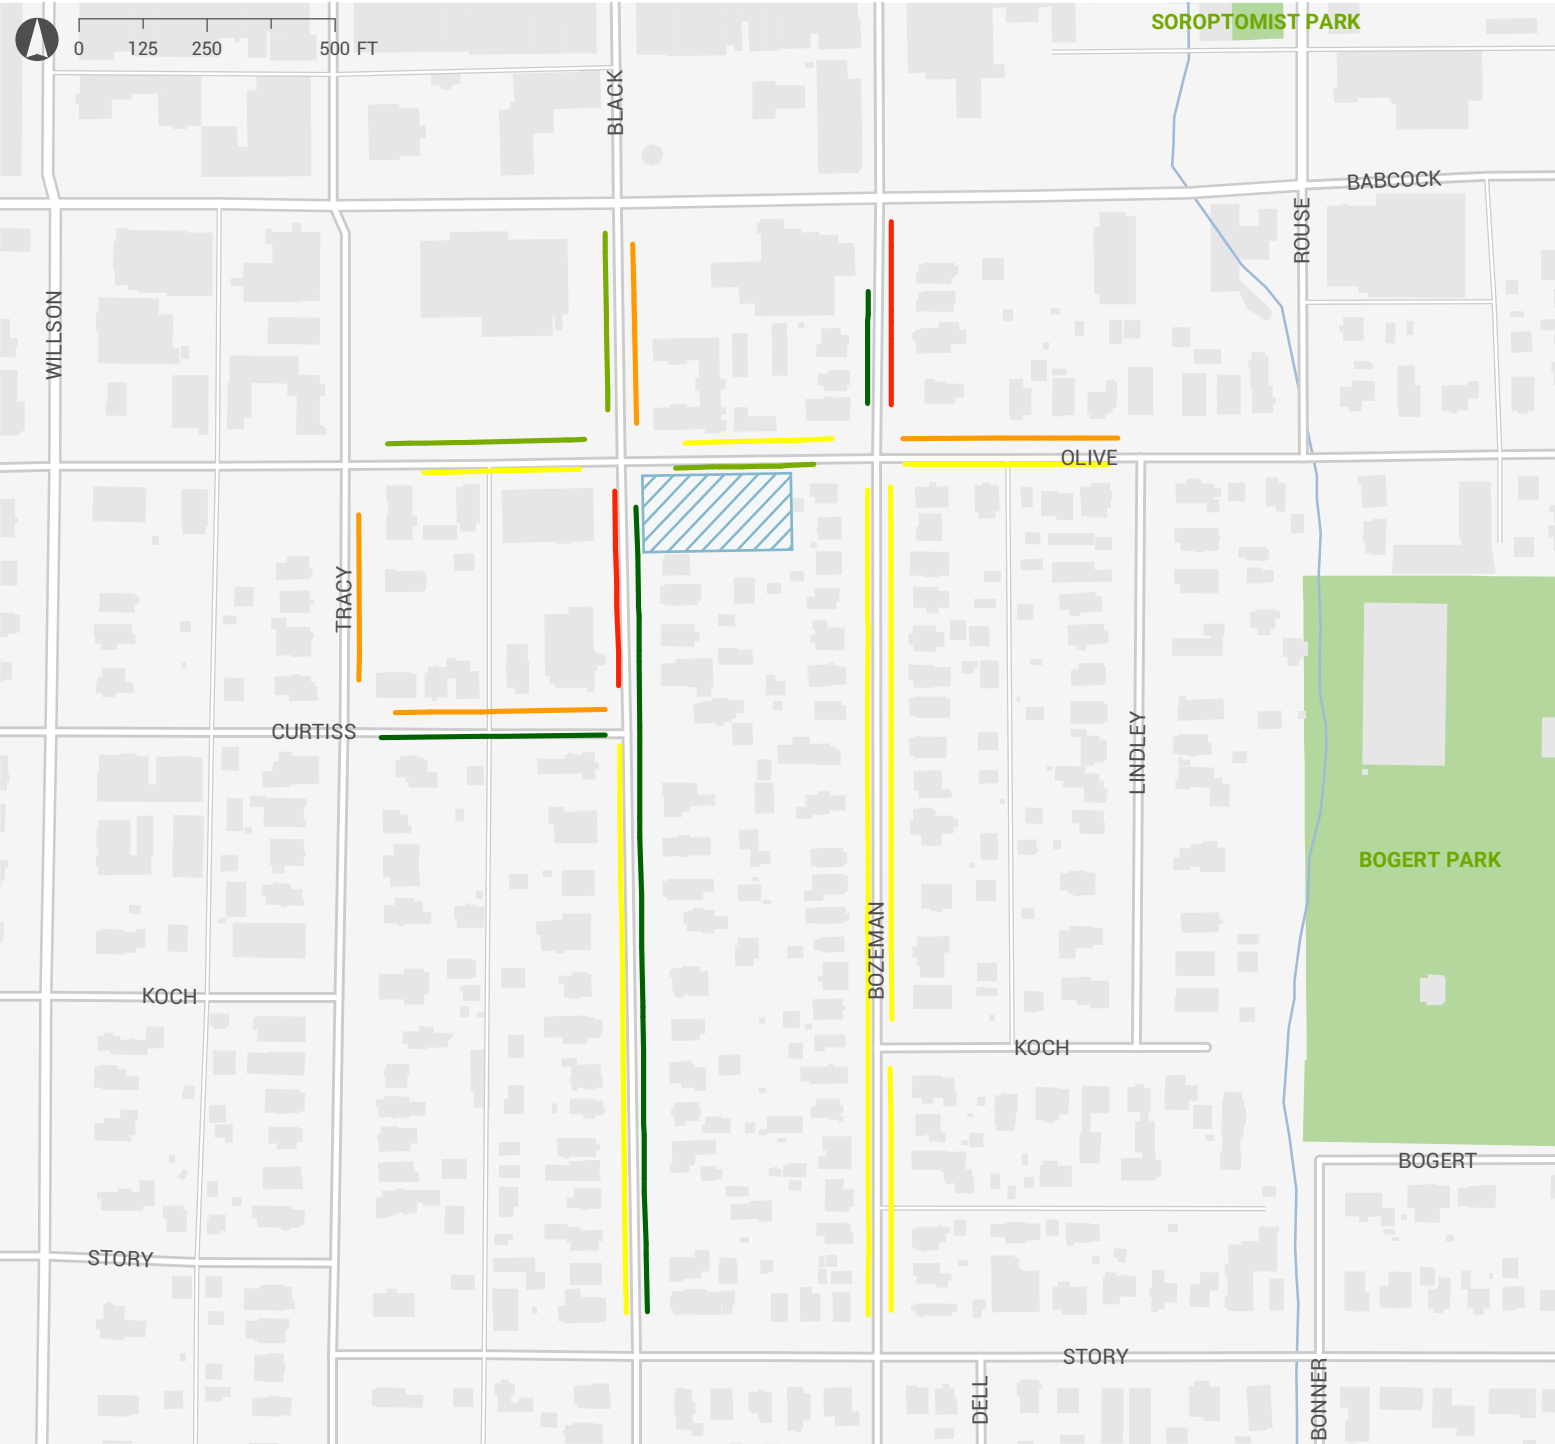 SOROPTOMIST PARK
0 125 250 500 FT
BLACK
BABCOCK
ROUSE
WILLSON
OLIVE
TRACY
CURTISS
LINDLEY
BOGERT PARK
BOZEMAN
KOCH
KOCH
BOGERT
STORY
STORY
DELL
BONNER